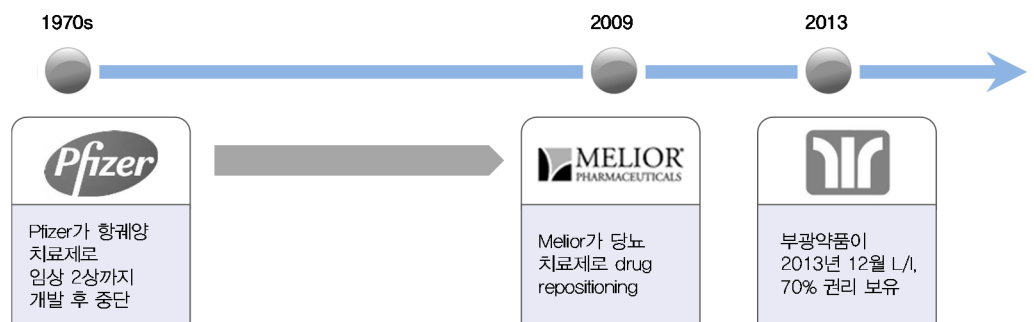 1970s
2009
2013
Pfizer
MELIOR
PHARMACEUTICALS
Pfizer가 항궤양
치료제로
임상 2상까지
개발 후 중단
Melior가 당뇨
치료제로 drug
repositioning
부광약품이
2013년 12월 L/I,
70% 권리 보유